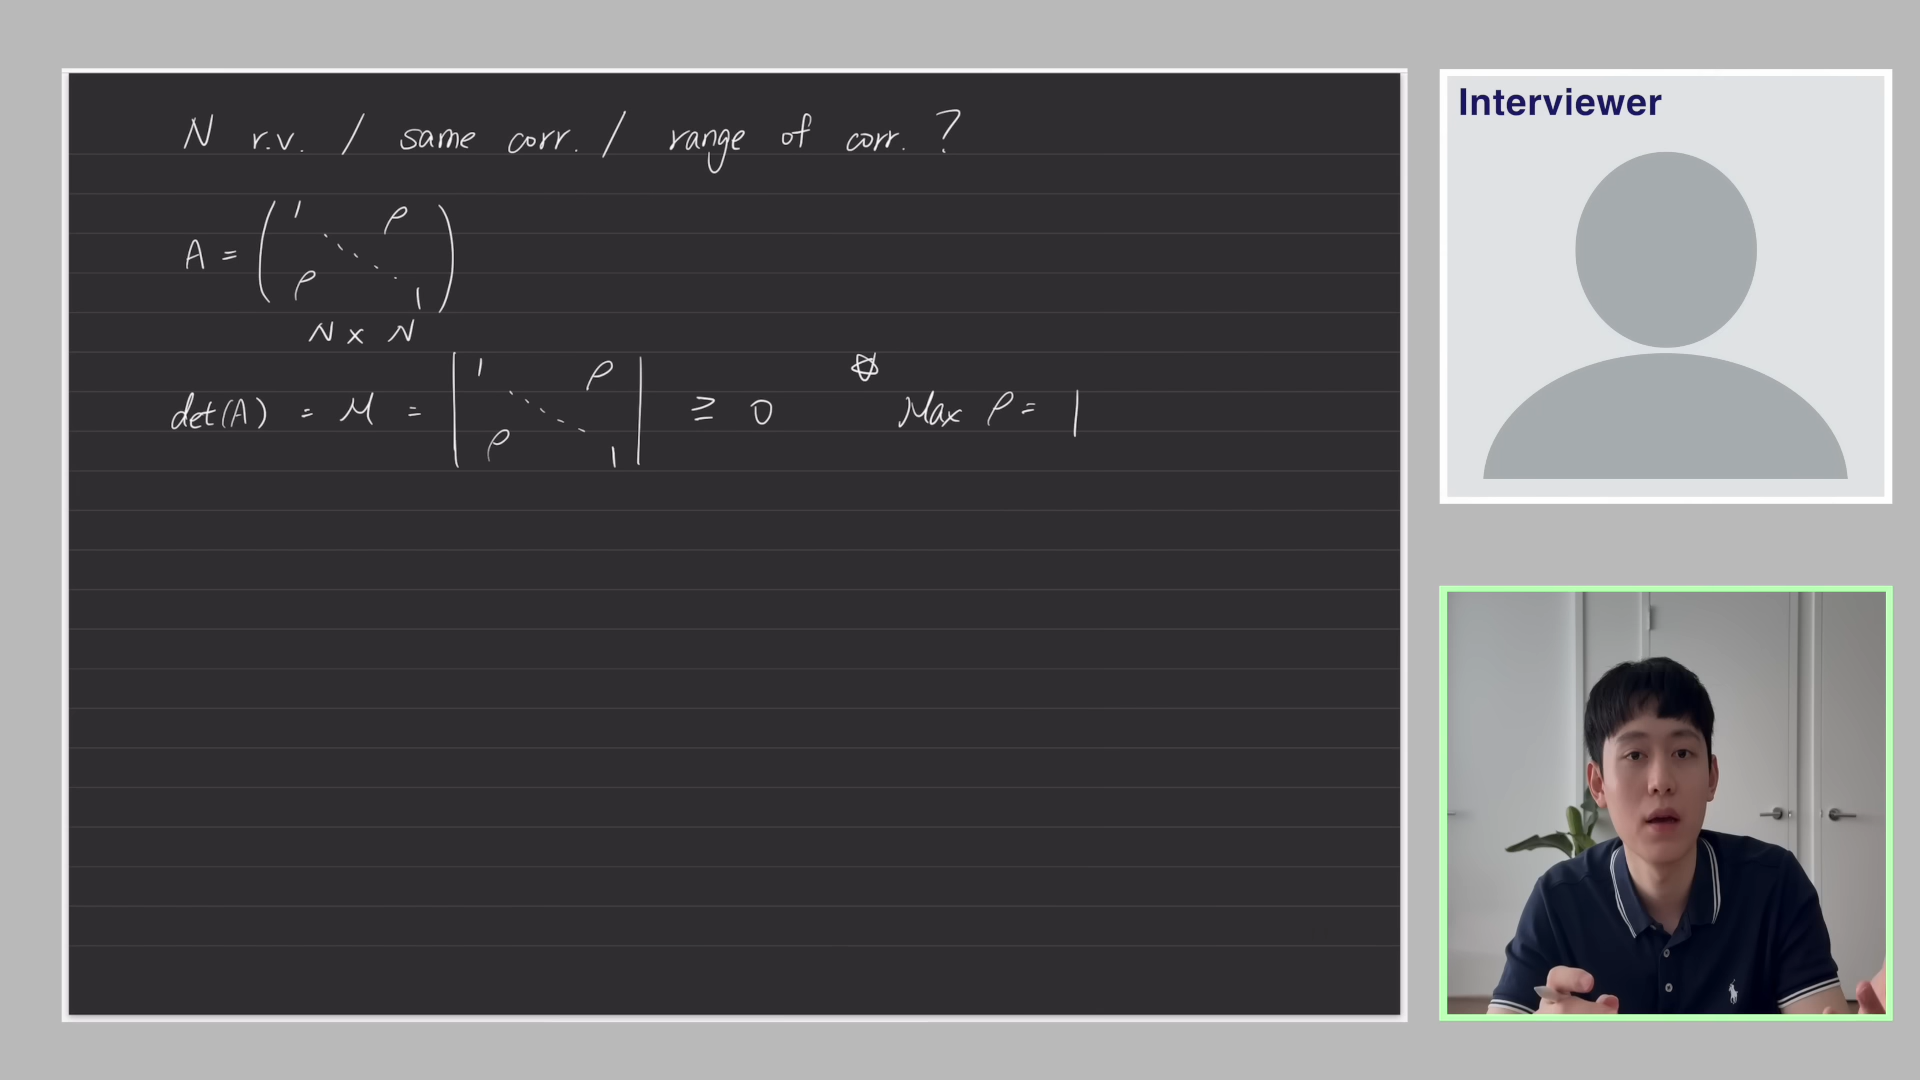 N r.v. / same corr. / range of corr. ?
A = ( 1 ⋱ ρ ρ 1 )
N x N
det(A) = M = | 1 ⋱ ρ ρ 1 | ≥ 0 ☆ Max ρ = 1
Interviewer